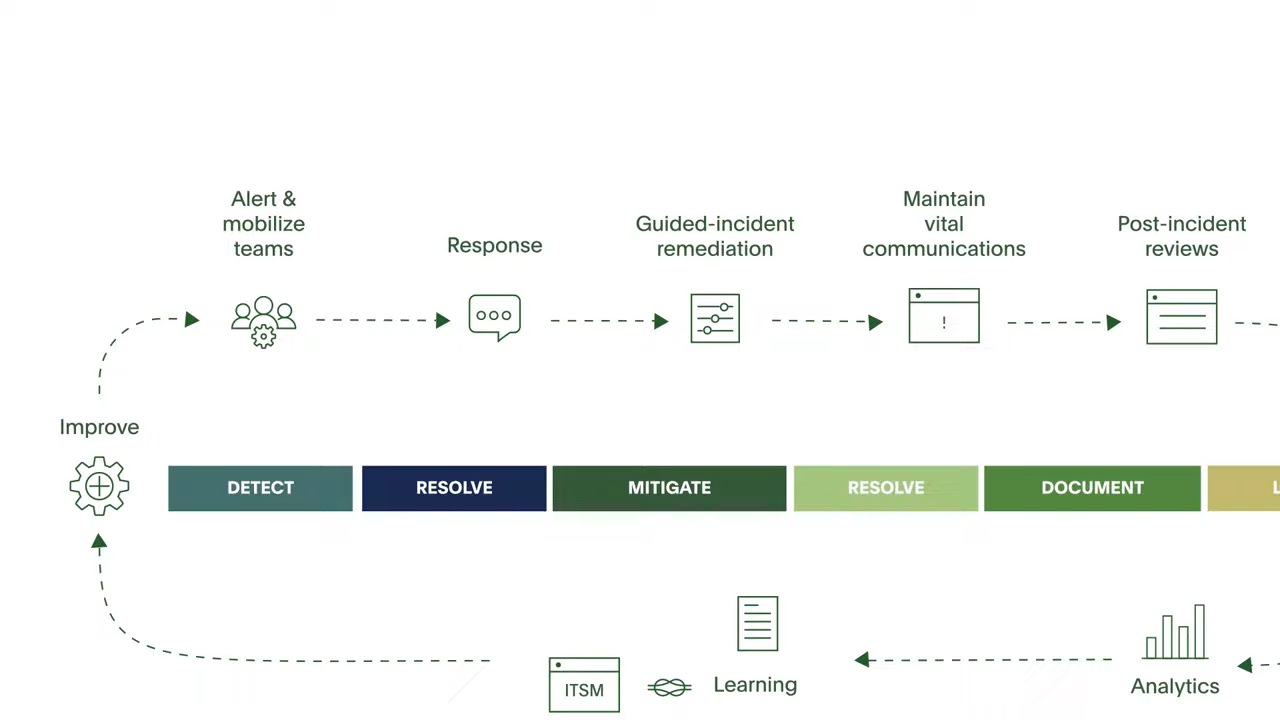 Alert &
mobilize
teams
Response
Guided-incident
remediation
Maintain
vital
communications
Post-incident
reviews
!
Improve
DETECT
RESOLVE
MITIGATE
RESOLVE
DOCUMENT
ITSM
Learning
Analytics